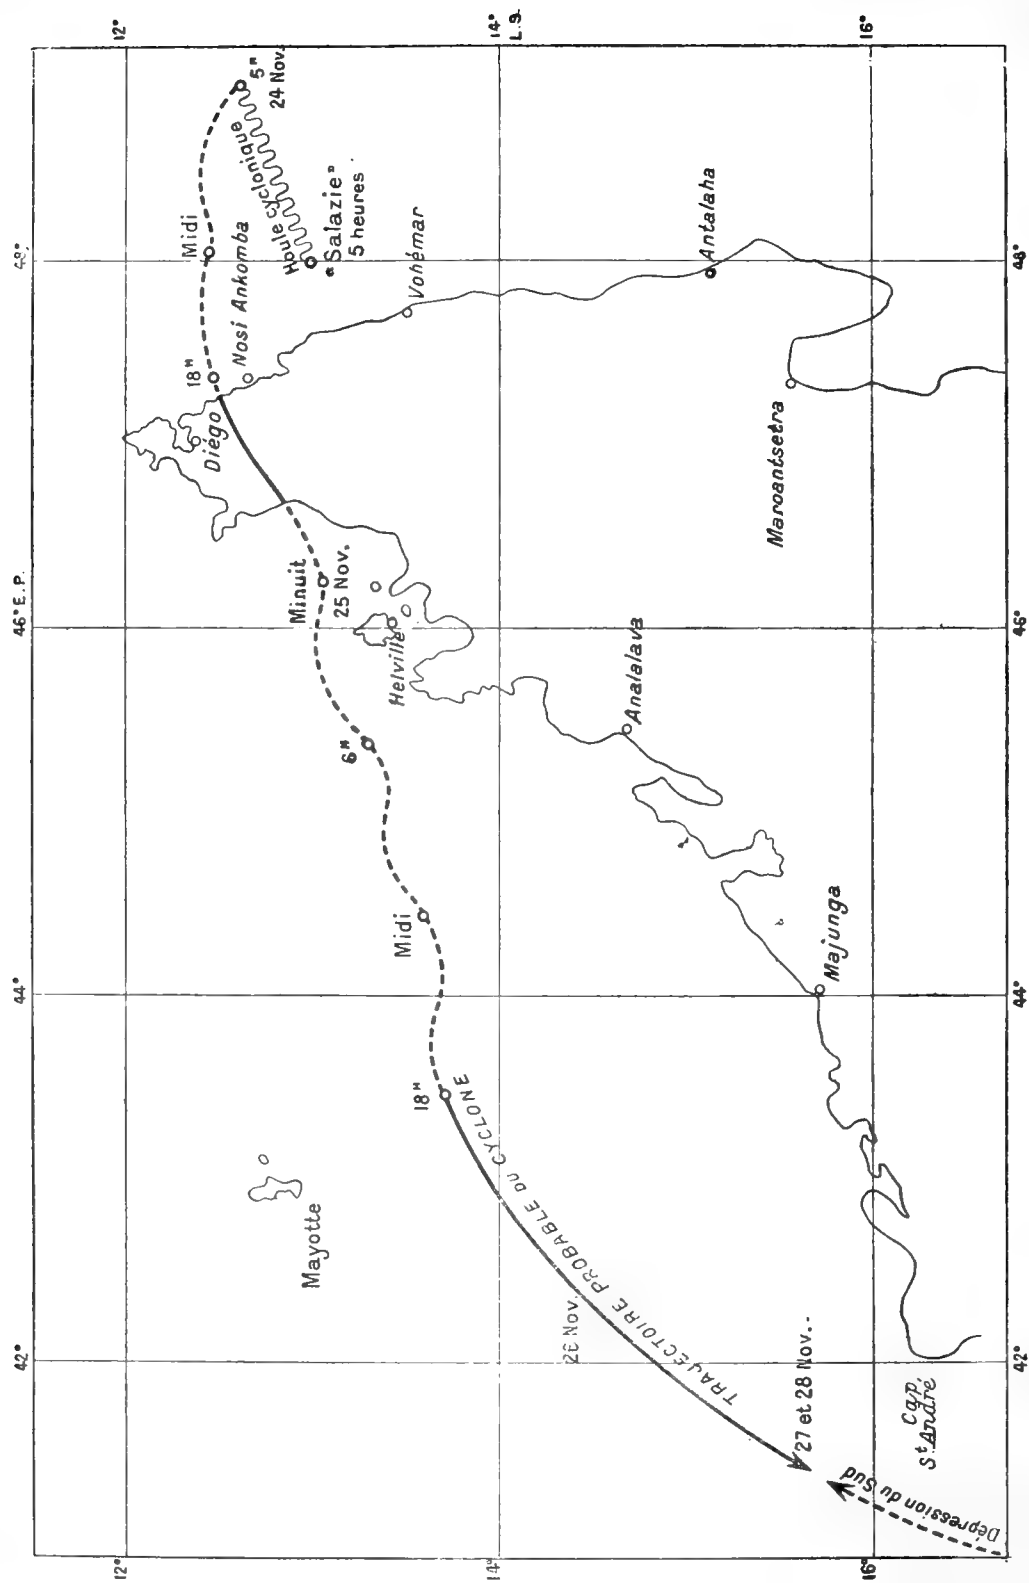 12°
14°
L.S.
16°
48°
46° E.P.
44°
42°
12°
14°
16°
48°
46°
44°
42°
5ᴴ
24 Nov.
Houle cyclonique
"Salazie"
5 heures
Midi
18ᴴ
Nosi Ankomba
Diégo
Vohémar
Antalaha
Maroantsetra
Minuit
25 Nov.
Helville
6ᴴ
Analalava
Midi
Majunga
18ᴴ
TRAJECTOIRE PROBABLE DU CYCLONE
Mayotte
26 Nov.
27 et 28 Nov.
Cap
Sᵗ André
Dépression du Sud